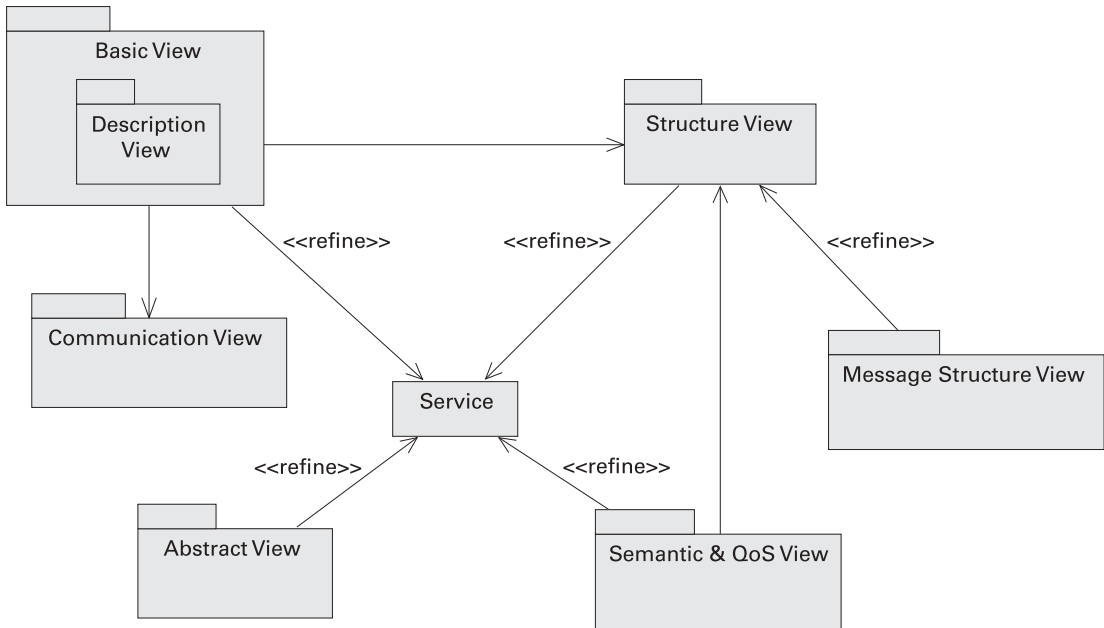 Basic View
Description
View
Structure View
<<refine>>
<<refine>>
<<refine>>
Communication View
Message Structure View
Service
<<refine>>
<<refine>>
Abstract View
Semantic & QoS View